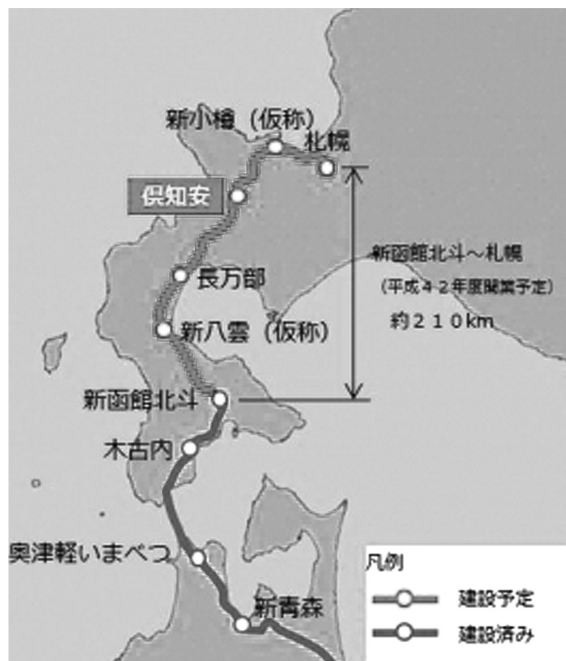 新小樽（仮称）
札幌
倶知安
新函館北斗～札幌
（平成４２年度開業予定）
約２１０km
長万部
新八雲（仮称）
新函館北斗
木古内
奥津軽いまべつ
新青森
凡例
建設予定
建設済み